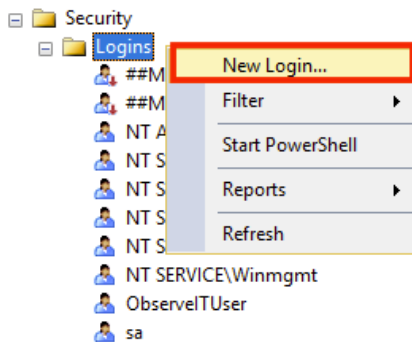 Security
Logins
New Login...
##M
Filter
##M
NT A
Start PowerShell
NT S
NT S
Reports
NT S
Refresh
NT S
NT SERVICE\Winmgmt
ObserveITUser
sa